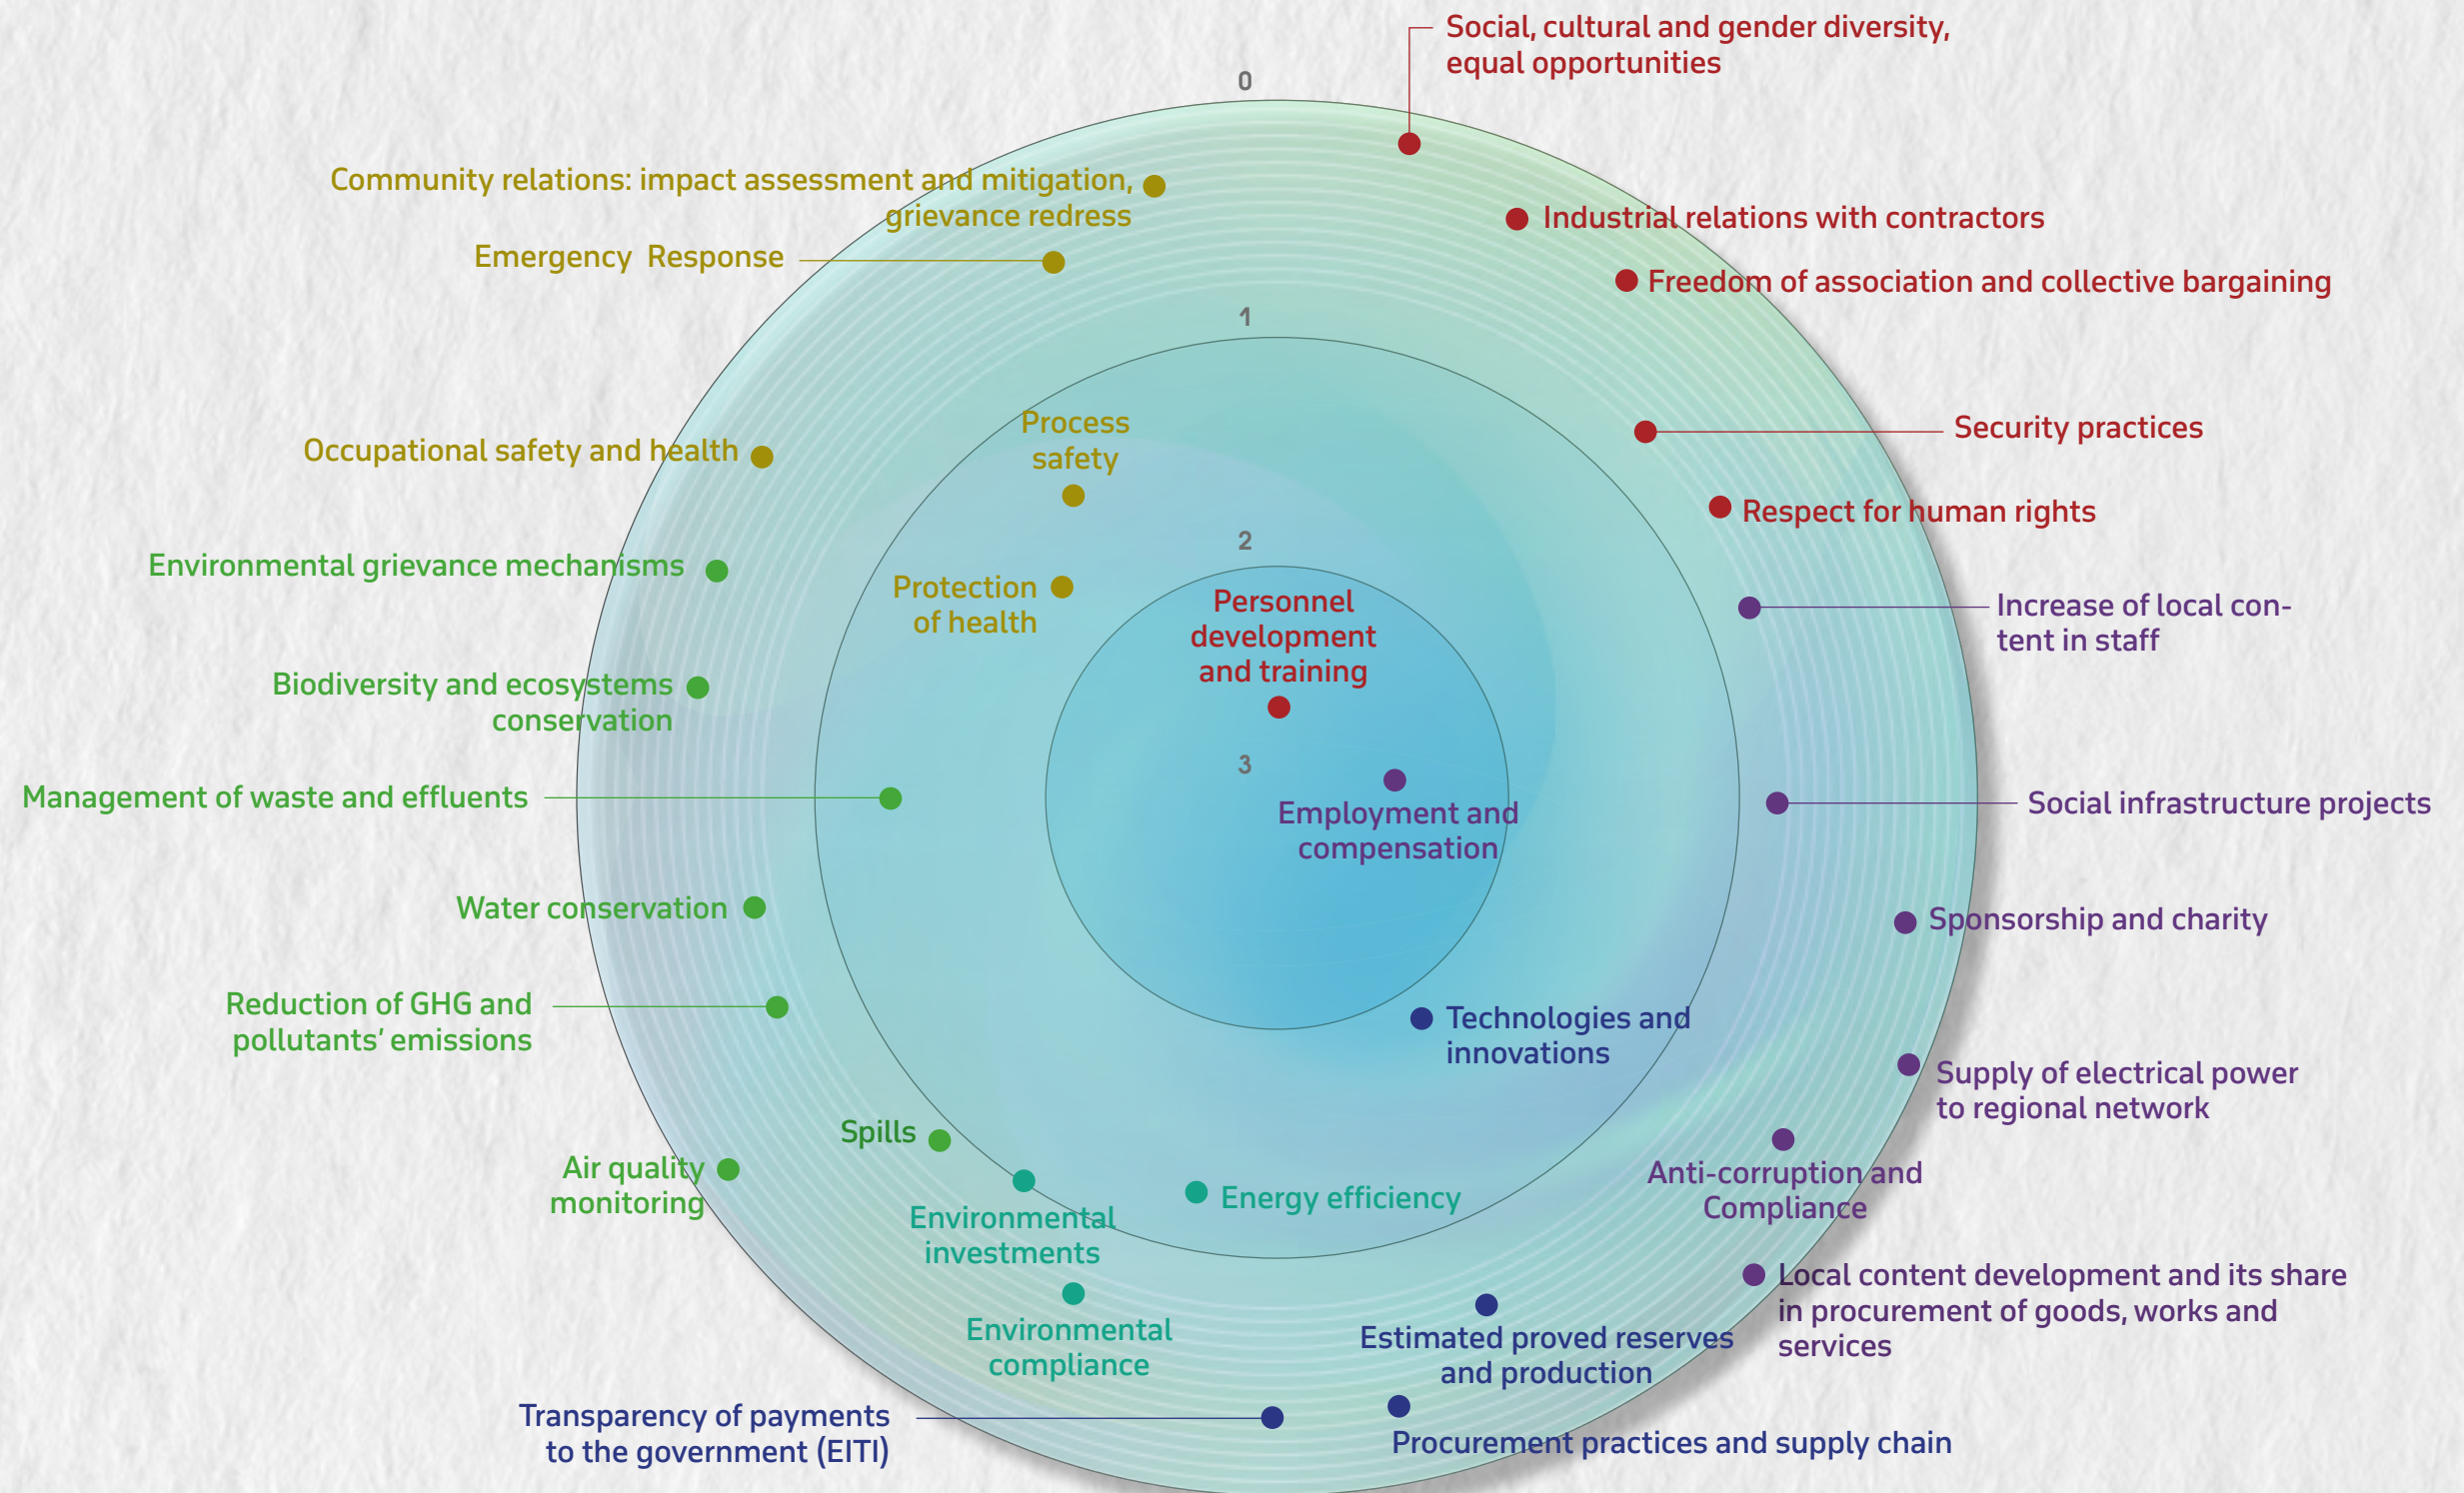 Social, cultural and gender diversity,
equal opportunities
0
Community relations: impact assessment and mitigation,
grievance redress
Industrial relations with contractors
Emergency Response
Freedom of association and collective bargaining
1
Process
safety
Security practices
Occupational safety and health
Respect for human rights
2
Environmental grievance mechanisms
Protection
of health
Personnel
development
and training
Increase of local con-
tent in staff
Biodiversity and ecosystems
conservation
3
Management of waste and effluents
Employment and
compensation
Social infrastructure projects
Water conservation
Sponsorship and charity
Reduction of GHG and
pollutants' emissions
Technologies and
innovations
Supply of electrical power
to regional network
Spills
Air quality
monitoring
Anti-corruption and
Compliance
Environmental
investments
Energy efficiency
Local content development and its share
in procurement of goods, works and
services
Environmental
compliance
Estimated proved reserves
and production
Transparency of payments
to the government (EITI)
Procurement practices and supply chain